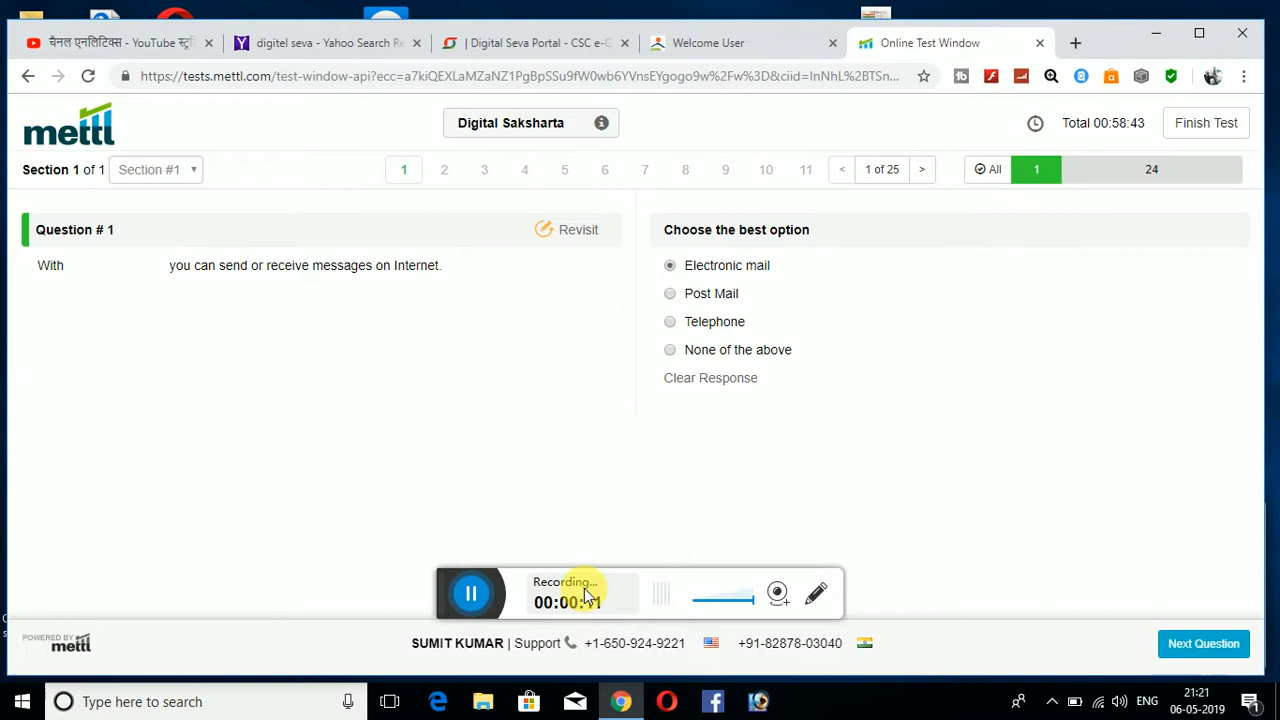 चैनल एनलिटिक्स - YouTube स्टू
digitel seva - Yahoo Search R
| Digital Seva Portal - CSC e-G
Welcome User
Online Test Window
https://tests.mettl.com/test-window-api?ecc=a7kiQEXLaMZaNZ1PgBpSSu9fW0wb6YVnsEYgogo9w%2Fw%3D&ciid=InNhL%2BTSn...
mettl
Digital Saksharta
Total 00:58:43
Finish Test
Section 1 of 1
Section #1
1 2 3 4 5 6 7 8 9 10 11
< 1 of 25 >
All
1
24
Question # 1
Revisit
Choose the best option
With you can send or receive messages on Internet.
Electronic mail
Post Mail
Telephone
None of the above
Clear Response
Recording...
POWERED BY mettl
SUMIT KUMAR | Support +1-650-924-9221 +91-82878-03040
Next Question
Type here to search
ENG
21:21
06-05-2019